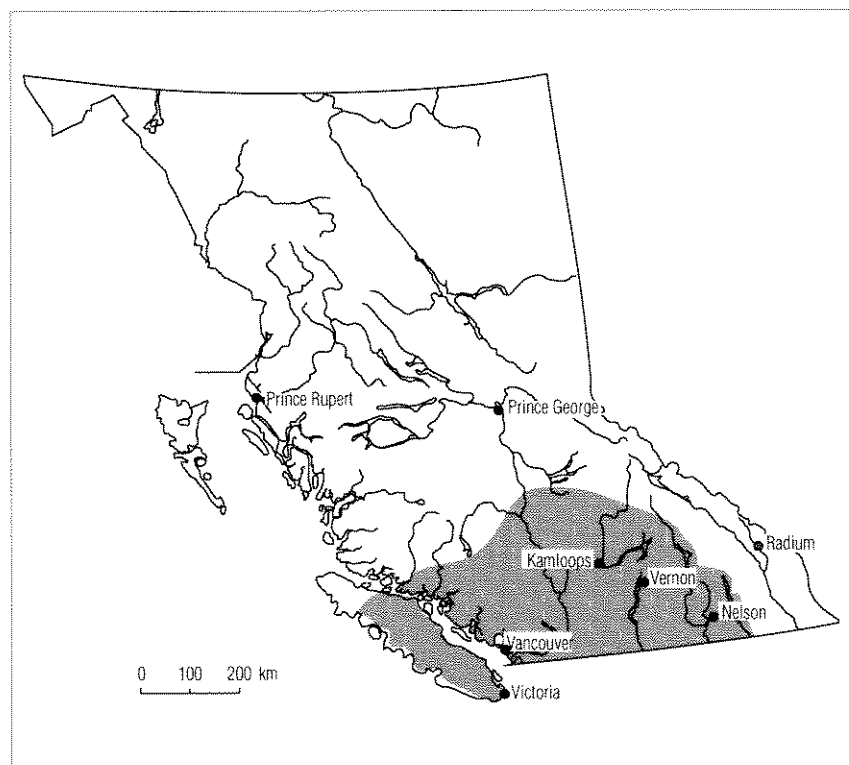 Prince Rupert
Prince George
Radium
Kamloops
Vernon
Nelson
Vancouver
0 100 200 km
Victoria